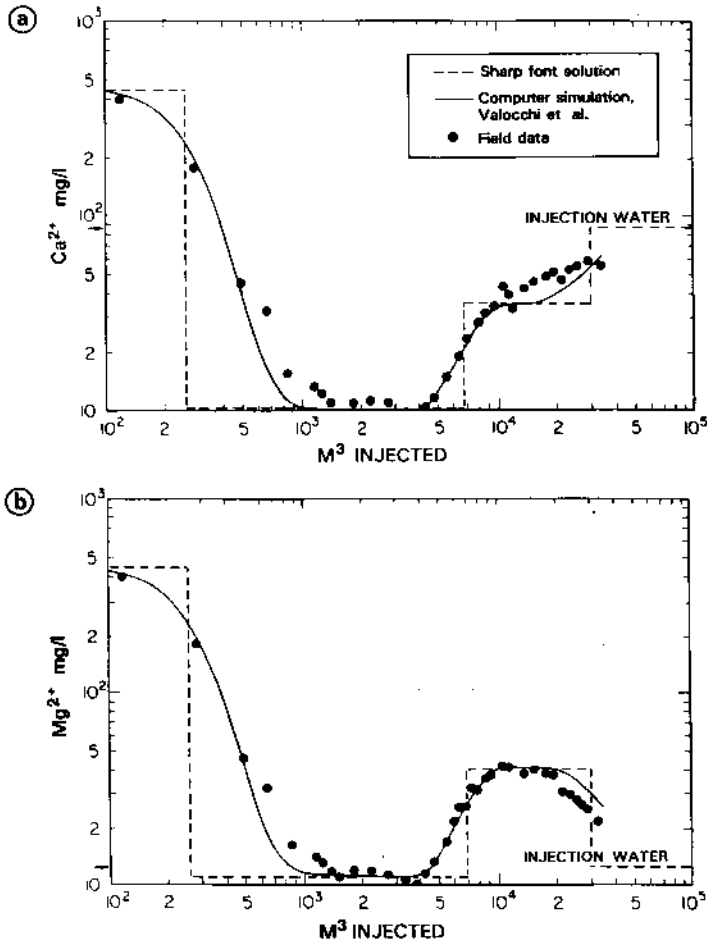 a
10³
5
2
10²
5
2
10
Ca²⁺ mg/l
Sharp font solution
Computer simulation,
Valocchi et al.
Field data
INJECTION WATER
10² 2 5 10³ 2 5 10⁴ 2 5 10⁵
M³ INJECTED
b
10³
5
2
10²
5
2
10
Mg²⁺ mg/l
INJECTION WATER
10² 2 5 10³ 2 5 10⁴ 2 5 10⁵
M³ INJECTED